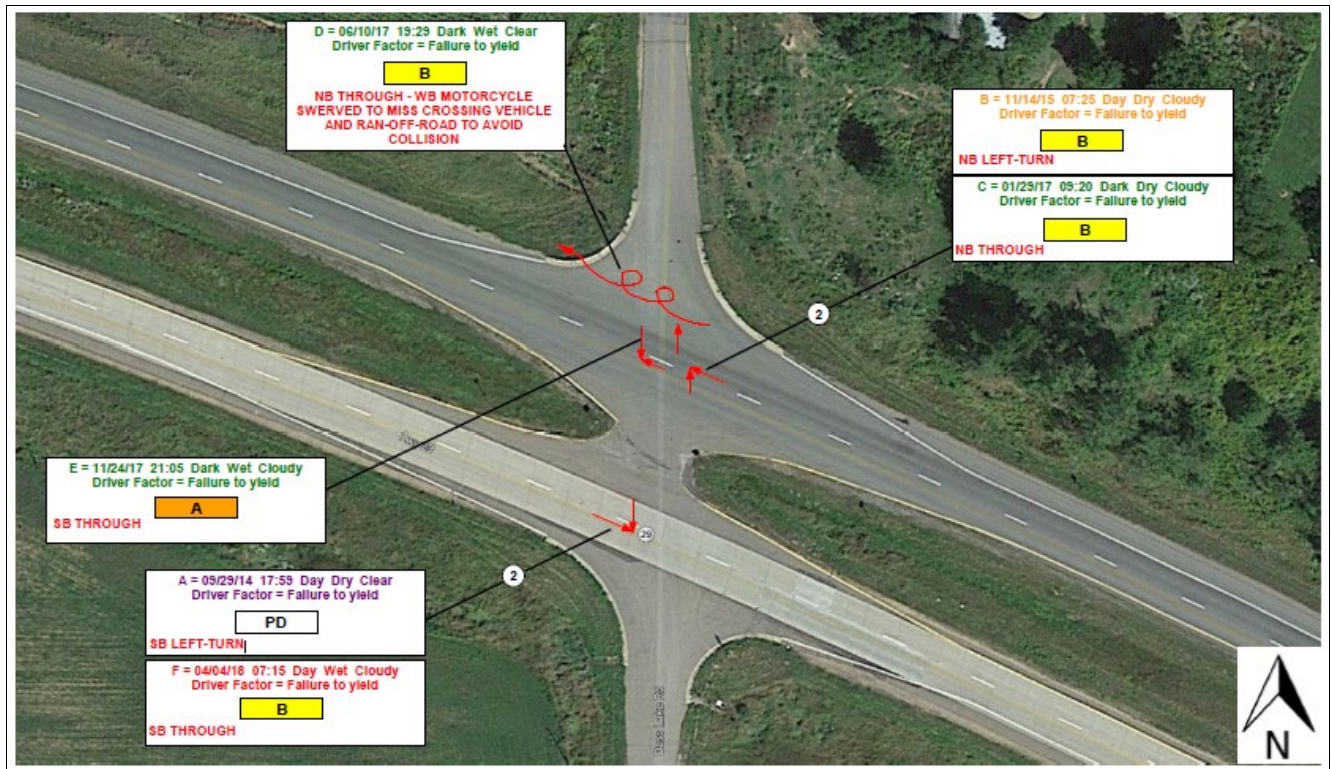 D = 06/10/17 19:29 Dark Wet Clear
Driver Factor = Failure to yield
B
NB THROUGH - WB MOTORCYCLE
SWERVED TO MISS CROSSING VEHICLE
AND RAN-OFF-ROAD TO AVOID
COLLISION
B = 11/14/15 07:25 Day Dry Cloudy
Driver Factor = Failure to yield
B
NB LEFT-TURN
C = 01/29/17 09:20 Dark Dry Cloudy
Driver Factor = Failure to yield
B
NB THROUGH
2
E = 11/24/17 21:05 Dark Wet Cloudy
Driver Factor = Failure to yield
A
SB THROUGH
29
2
A = 09/29/14 17:59 Day Dry Clear
Driver Factor = Failure to yield
PD
SB LEFT-TURN
F = 04/04/18 07:15 Day Wet Cloudy
Driver Factor = Failure to yield
B
SB THROUGH
Bass Lake Rd
N